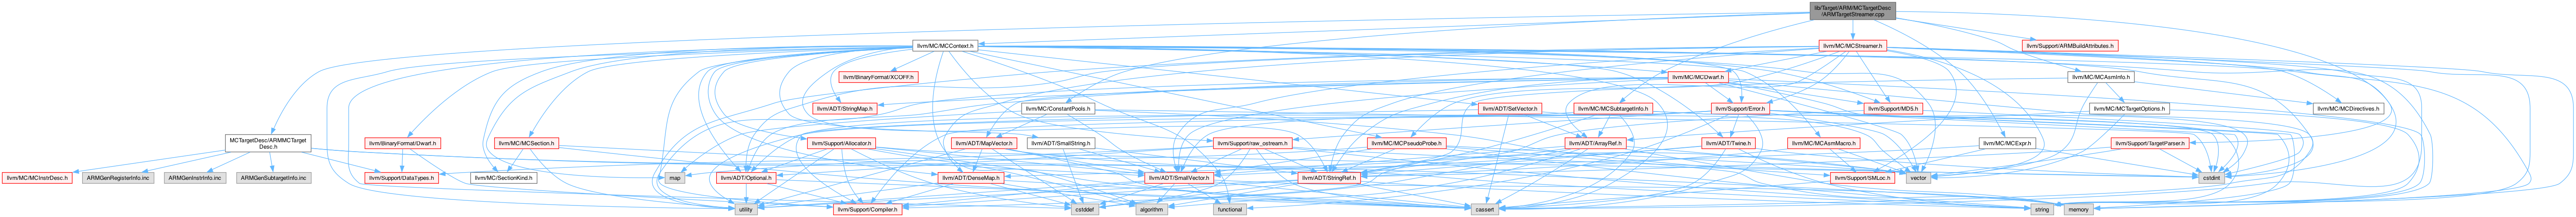 lib/Target/ARM/MCTargetDesc
/ARMTargetStreamer.cpp
llvm/MC/MCContext.h
llvm/MC/MCStreamer.h
llvm/Support/ARMBuildAttributes.h
llvm/BinaryFormat/XCOFF.h
llvm/MC/MCDwarf.h
llvm/MC/MCAsmInfo.h
llvm/ADT/StringMap.h
llvm/MC/ConstantPools.h
llvm/ADT/SetVector.h
llvm/MC/MCSubtargetInfo.h
llvm/Support/Error.h
llvm/Support/MD5.h
llvm/MC/MCTargetOptions.h
llvm/MC/MCDirectives.h
MCTargetDesc/ARMMCTarget
Desc.h
llvm/BinaryFormat/Dwarf.h
llvm/MC/MCSection.h
llvm/Support/Allocator.h
llvm/ADT/MapVector.h
llvm/ADT/SmallString.h
llvm/Support/raw_ostream.h
llvm/MC/MCPseudoProbe.h
llvm/ADT/Twine.h
llvm/MC/MCAsmMacro.h
llvm/ADT/ArrayRef.h
llvm/MC/MCExpr.h
llvm/Support/TargetParser.h
llvm/MC/MCInstrDesc.h
ARMGenRegisterInfo.inc
ARMGenInstrInfo.inc
ARMGenSubtargetInfo.inc
llvm/Support/DataTypes.h
llvm/MC/SectionKind.h
map
llvm/ADT/Optional.h
llvm/ADT/DenseMap.h
llvm/ADT/SmallVector.h
llvm/ADT/StringRef.h
llvm/Support/SMLoc.h
vector
cstdint
utility
llvm/Support/Compiler.h
cstddef
algorithm
functional
cassert
string
memory